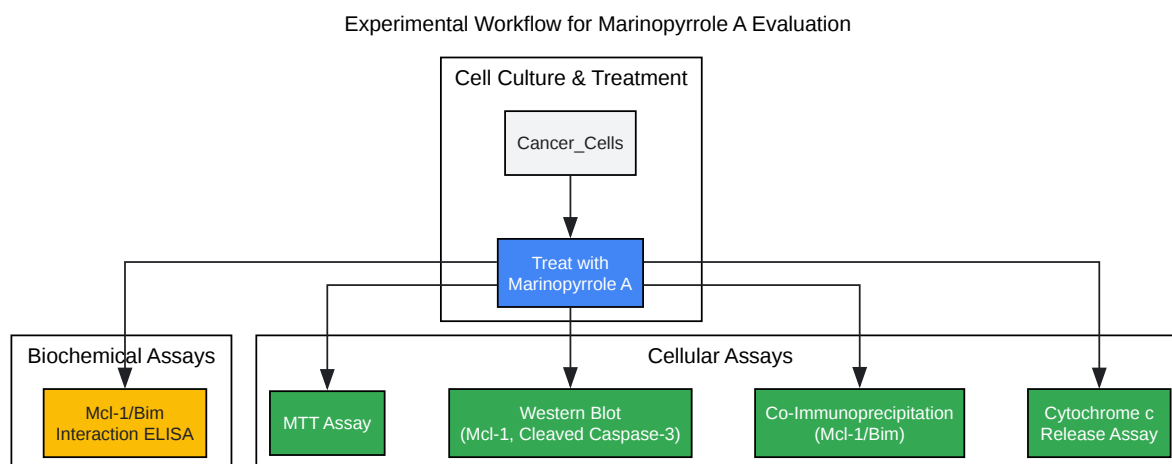 Experimental Workflow for Marinopyrrole A Evaluation
Cell Culture & Treatment
Cancer_Cells
Treat with
Marinopyrrole A
Biochemical Assays
Mcl-1/Bim
Interaction ELISA
Cellular Assays
MTT Assay
Western Blot
(Mcl-1, Cleaved Caspase-3)
Co-Immunoprecipitation
(Mcl-1/Bim)
Cytochrome c
Release Assay